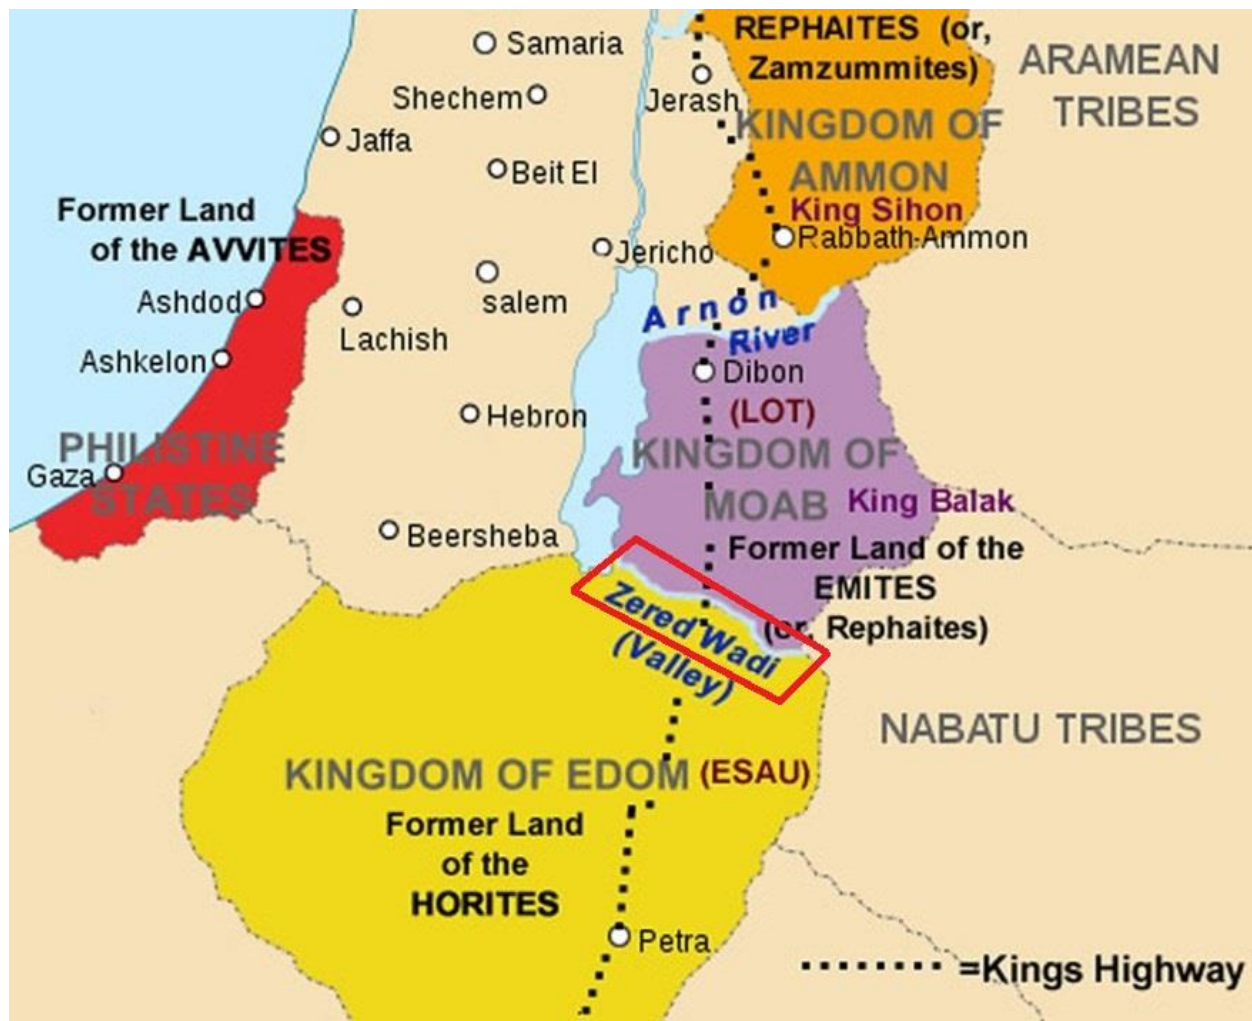 REPHAITES (or,
Zamzummites)
ARAMEAN
TRIBES
Samaria
Shechem
Jerash
Jaffa
KINGDOM OF
AMMON
King Sihon
Beit El
Former Land
of the AVVITES
Jericho
Rabbath-Ammon
Ashdod
salem
Arnon
River
Lachish
Ashkelon
Dibon
(LOT)
Hebron
PHILISTINE
STATES
Gaza
KINGDOM OF
MOAB
King Balak
Beersheba
Former Land of the
EMITES
(or, Rephaites)
Zered Wadi
(Valley)
NABATU TRIBES
KINGDOM OF EDOM (ESAU)
Former Land
of the
HORITES
Petra
=Kings Highway